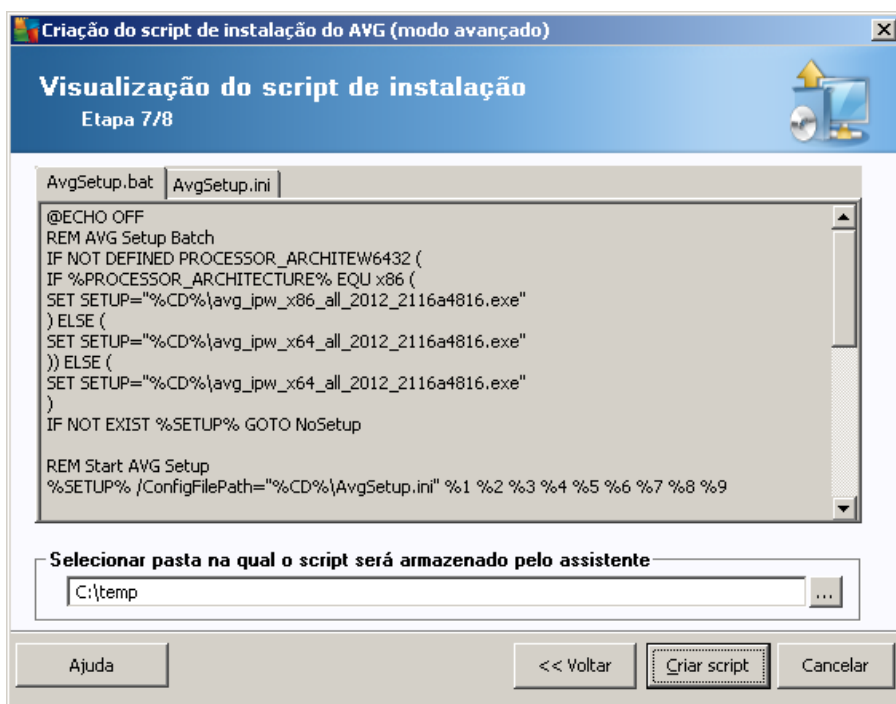 Criação do script de instalação do AVG (modo avançado)
Visualização do script de instalação
Etapa 7/8
AvgSetup.bat
AvgSetup.ini
@ECHO OFF
REM AVG Setup Batch
IF NOT DEFINED PROCESSOR_ARCHITEW6432 (
IF %PROCESSOR_ARCHITECTURE% EQU x86 (
SET SETUP="%CD%\avg_ipw_x86_all_2012_2116a4816.exe"
) ELSE (
SET SETUP="%CD%\avg_ipw_x64_all_2012_2116a4816.exe"
)) ELSE (
SET SETUP="%CD%\avg_ipw_x64_all_2012_2116a4816.exe"
)
IF NOT EXIST %SETUP% GOTO NoSetup
REM Start AVG Setup
%SETUP% /ConfigFilePath="%CD%\AvgSetup.ini" %1 %2 %3 %4 %5 %6 %7 %8 %9
Selecionar pasta na qual o script será armazenado pelo assistente
C:\temp
...
Ajuda
<< Voltar
Criar script
Cancelar